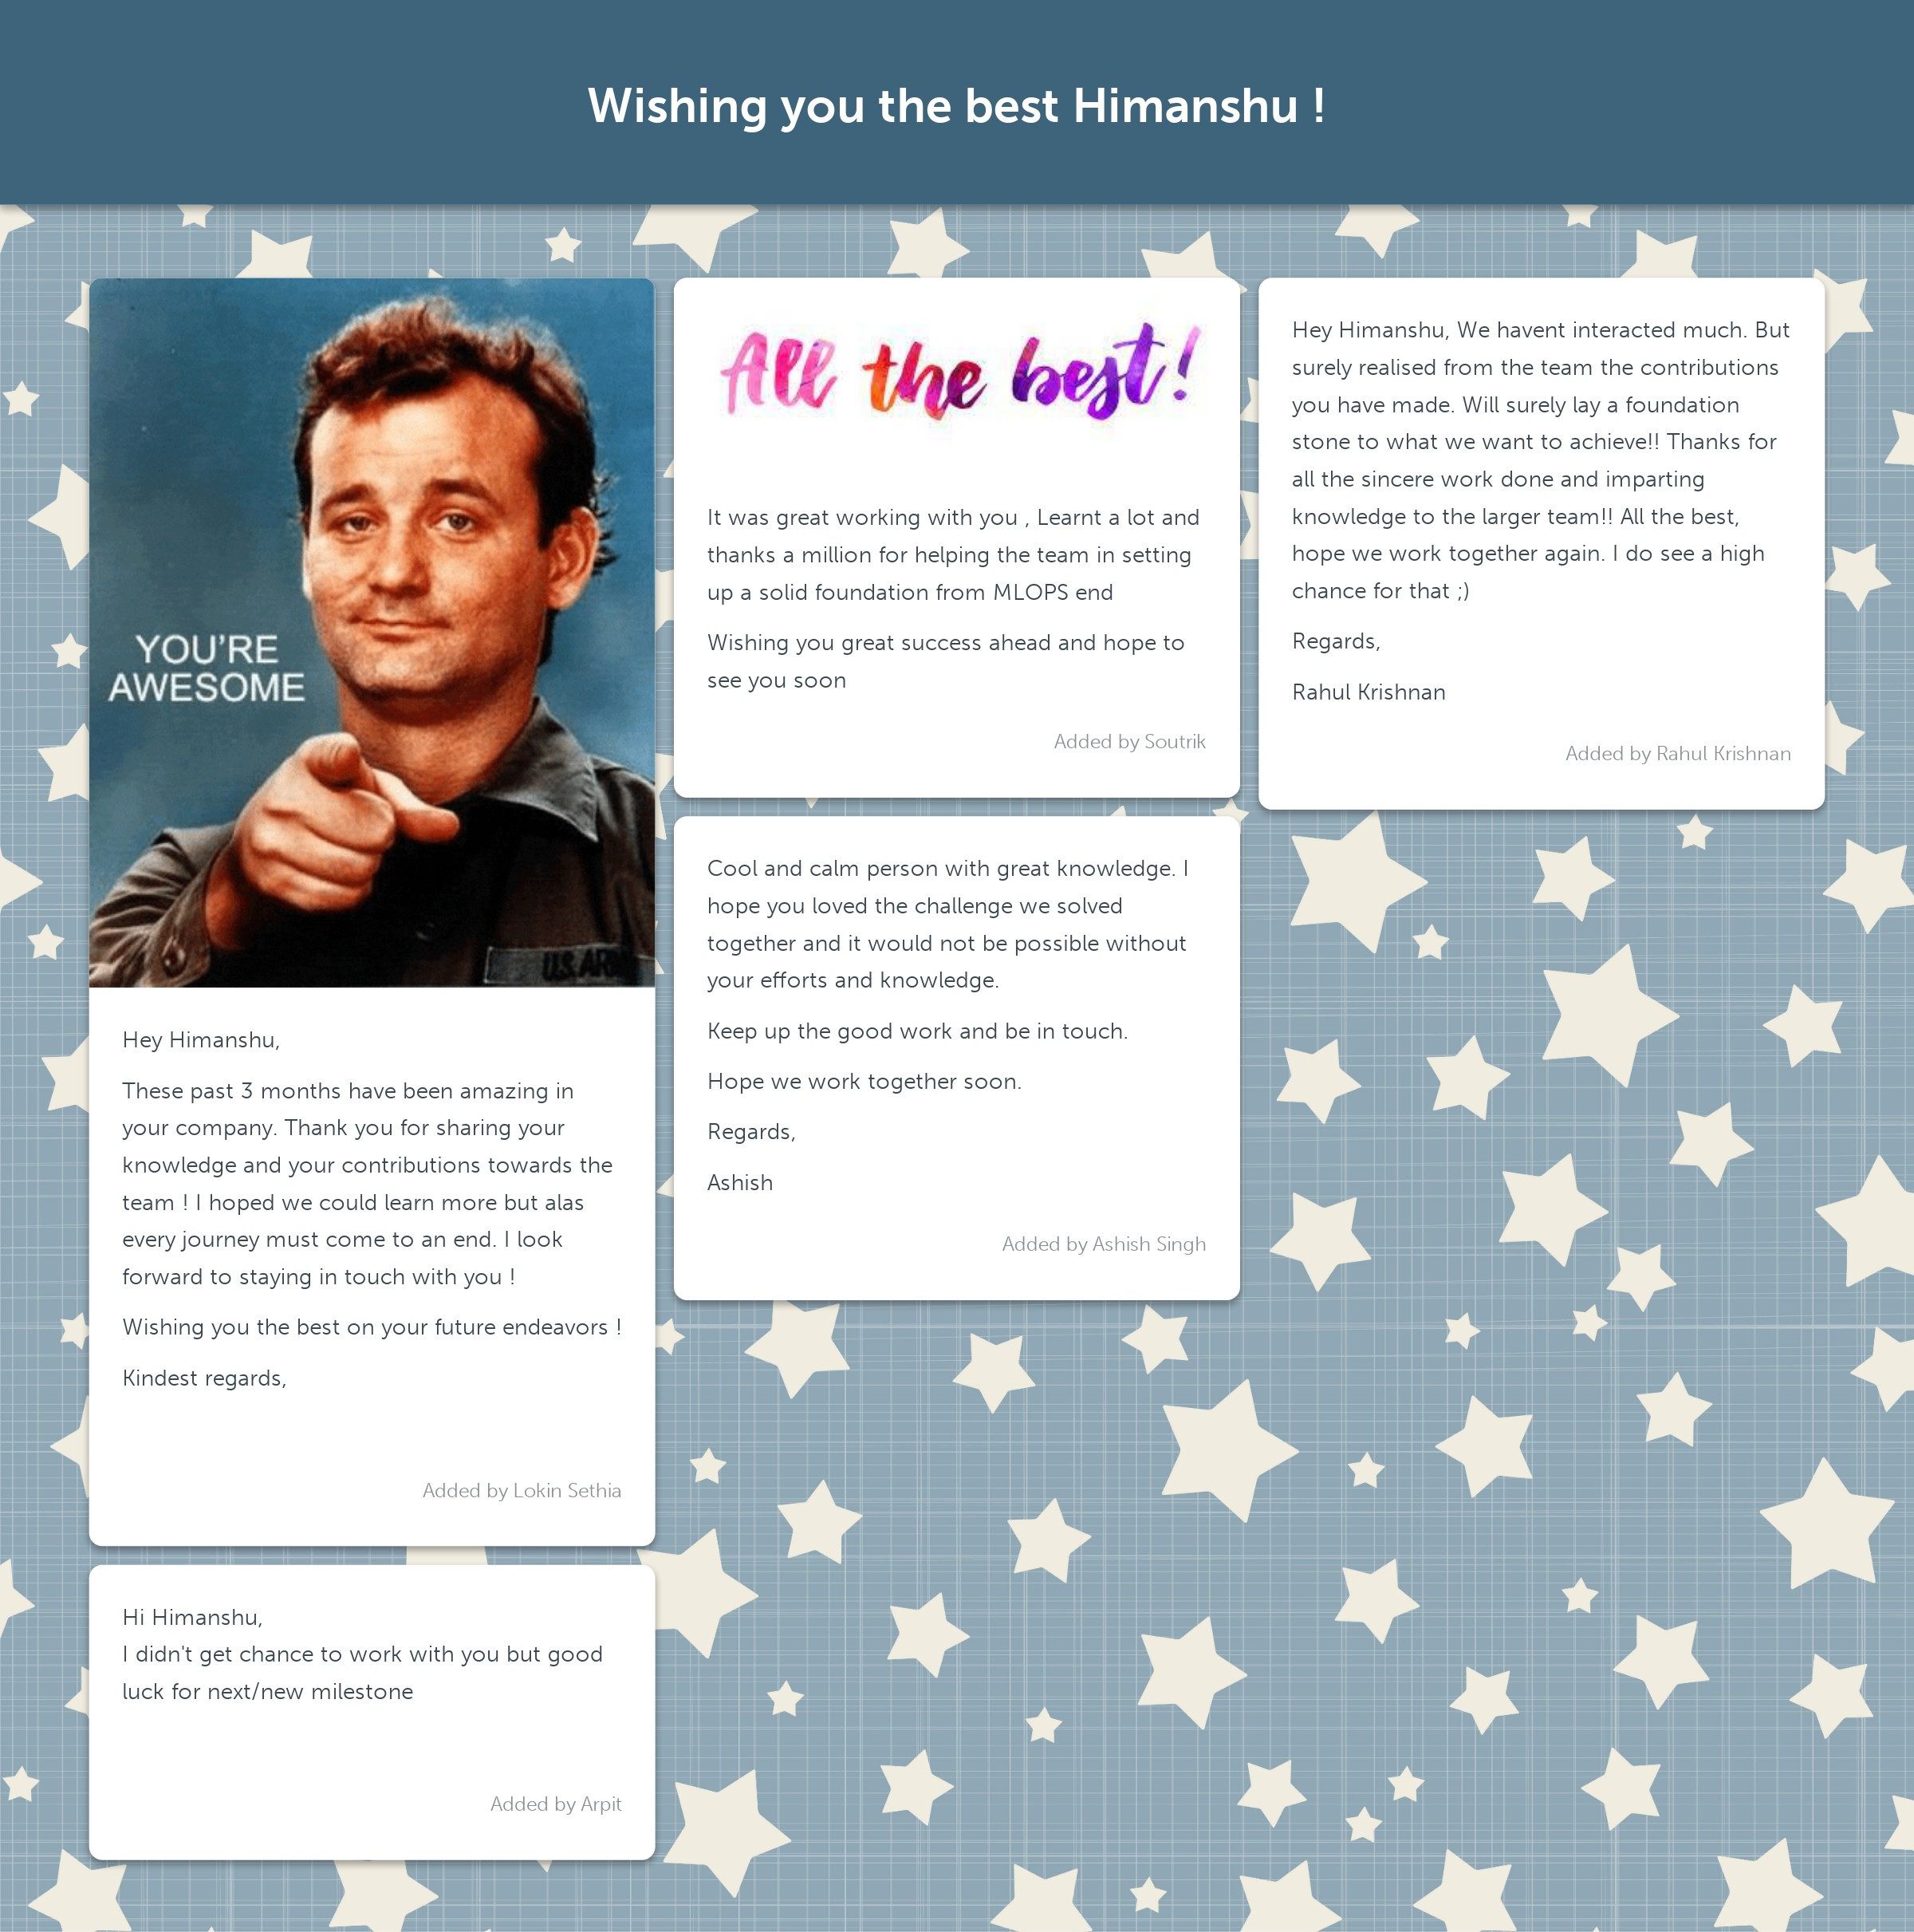 Wishing you the best Himanshu !
YOU'RE
AWESOME
Hey Himanshu,
These past 3 months have been amazing in
your company. Thank you for sharing your
knowledge and your contributions towards the
team ! I hoped we could learn more but alas
every journey must come to an end. I look
forward to staying in touch with you !
Wishing you the best on your future endeavors !
Kindest regards,
Added by Lokin Sethia
Hi Himanshu,
I didn't get chance to work with you but good
luck for next/new milestone
Added by Arpit
All the best!
It was great working with you , Learnt a lot and
thanks a million for helping the team in setting
up a solid foundation from MLOPS end
Wishing you great success ahead and hope to
see you soon
Added by Soutrik
Cool and calm person with great knowledge. I
hope you loved the challenge we solved
together and it would not be possible without
your efforts and knowledge.
Keep up the good work and be in touch.
Hope we work together soon.
Regards,
Ashish
Added by Ashish Singh
Hey Himanshu, We havent interacted much. But
surely realised from the team the contributions
you have made. Will surely lay a foundation
stone to what we want to achieve!! Thanks for
all the sincere work done and imparting
knowledge to the larger team!! All the best,
hope we work together again. I do see a high
chance for that ;)
Regards,
Rahul Krishnan
Added by Rahul Krishnan